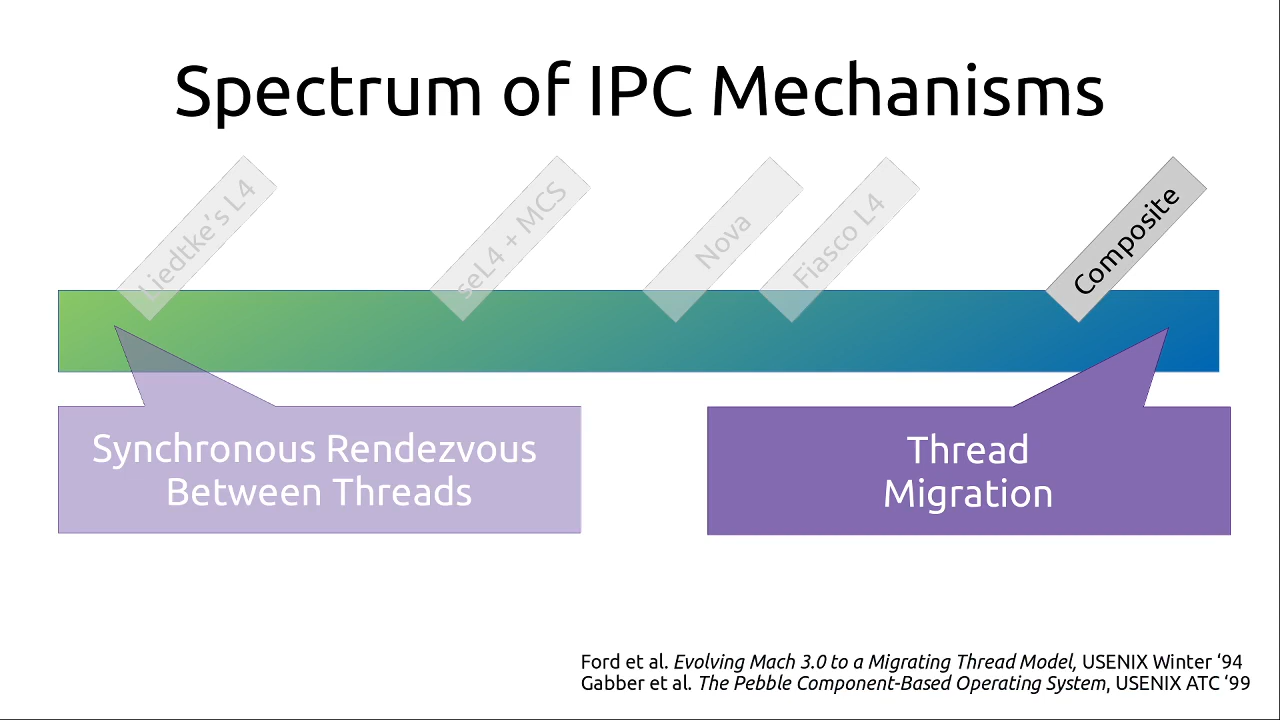 Spectrum of IPC Mechanisms
Liedtke's L4
seL4 + MCS
Nova
Fiasco L4
Composite
Synchronous Rendezvous
Between Threads
Thread
Migration
Ford et al. Evolving Mach 3.0 to a Migrating Thread Model, USENIX Winter ‘94
Gabber et al. The Pebble Component-Based Operating System, USENIX ATC ‘99